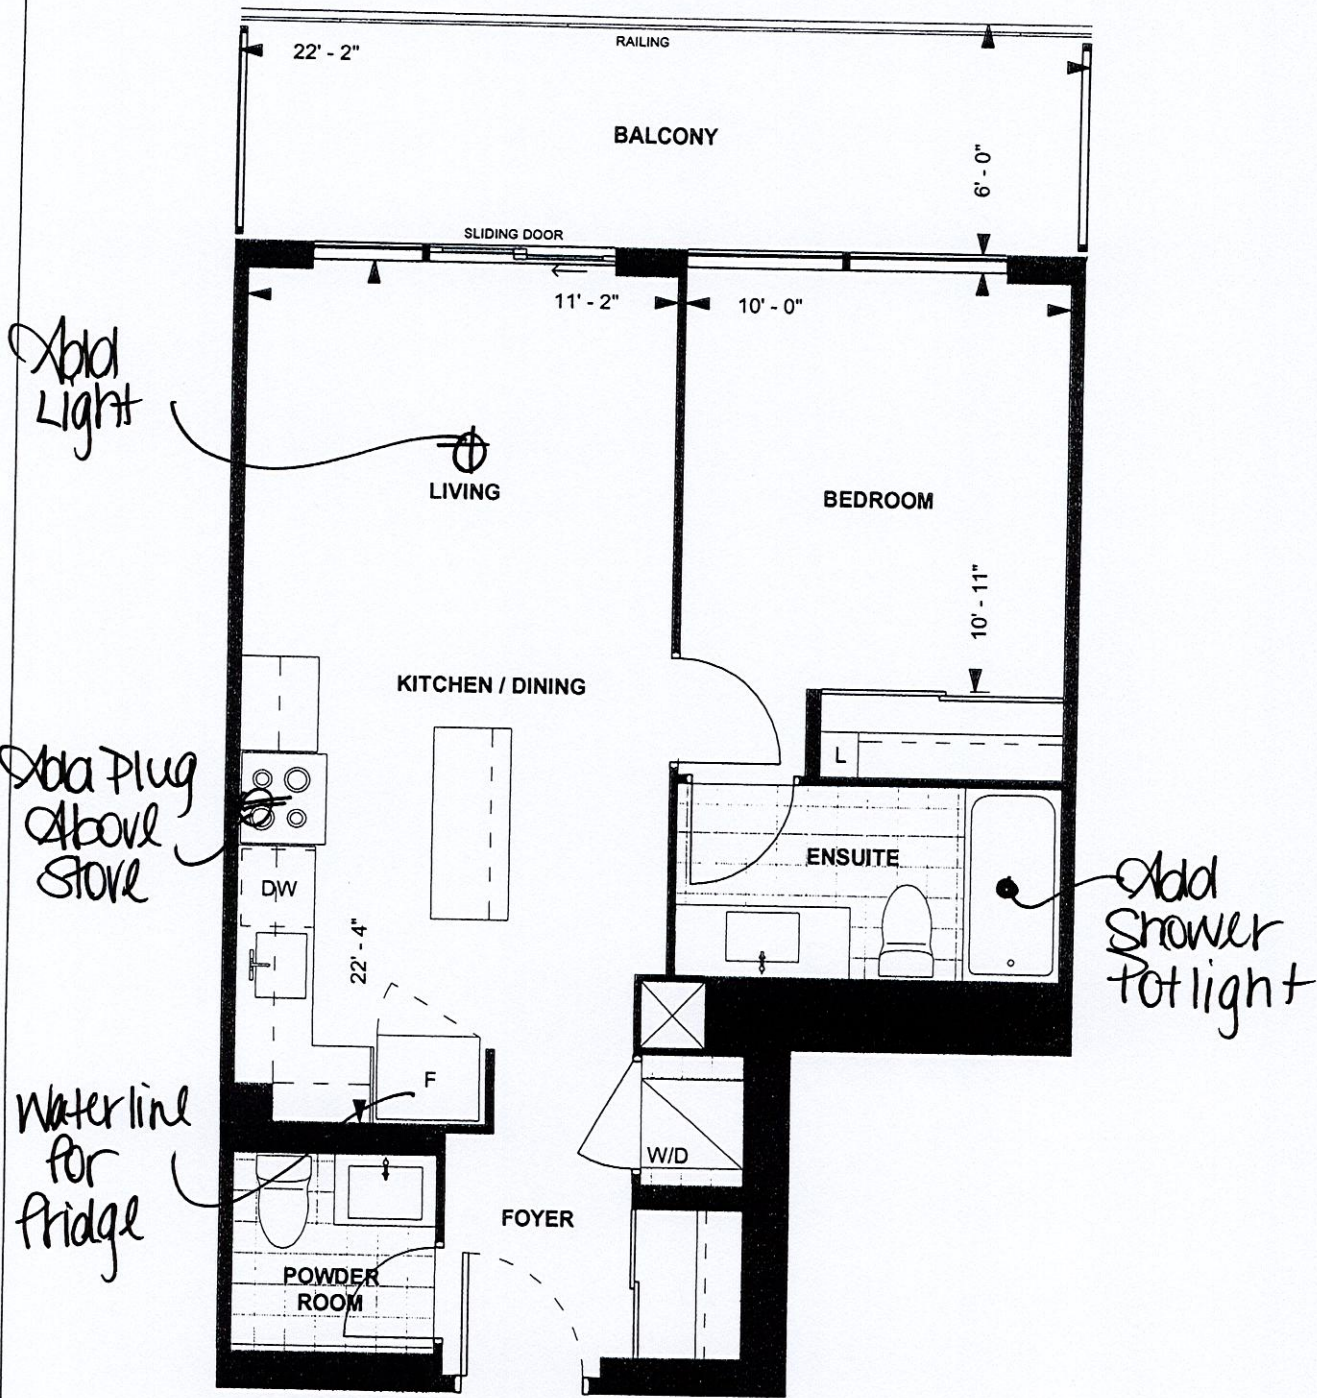 22' - 2"
RAILING
BALCONY
6' - 0"
SLIDING DOOR
11' - 2"
10' - 0"
Add
Light
LIVING
BEDROOM
10' - 11"
KITCHEN / DINING
L
Add Plug
Above
Stove
DW
ENSUITE
Add
Shower
Potlight
22' - 4"
F
Waterline
for
fridge
W/D
FOYER
POWDER
ROOM